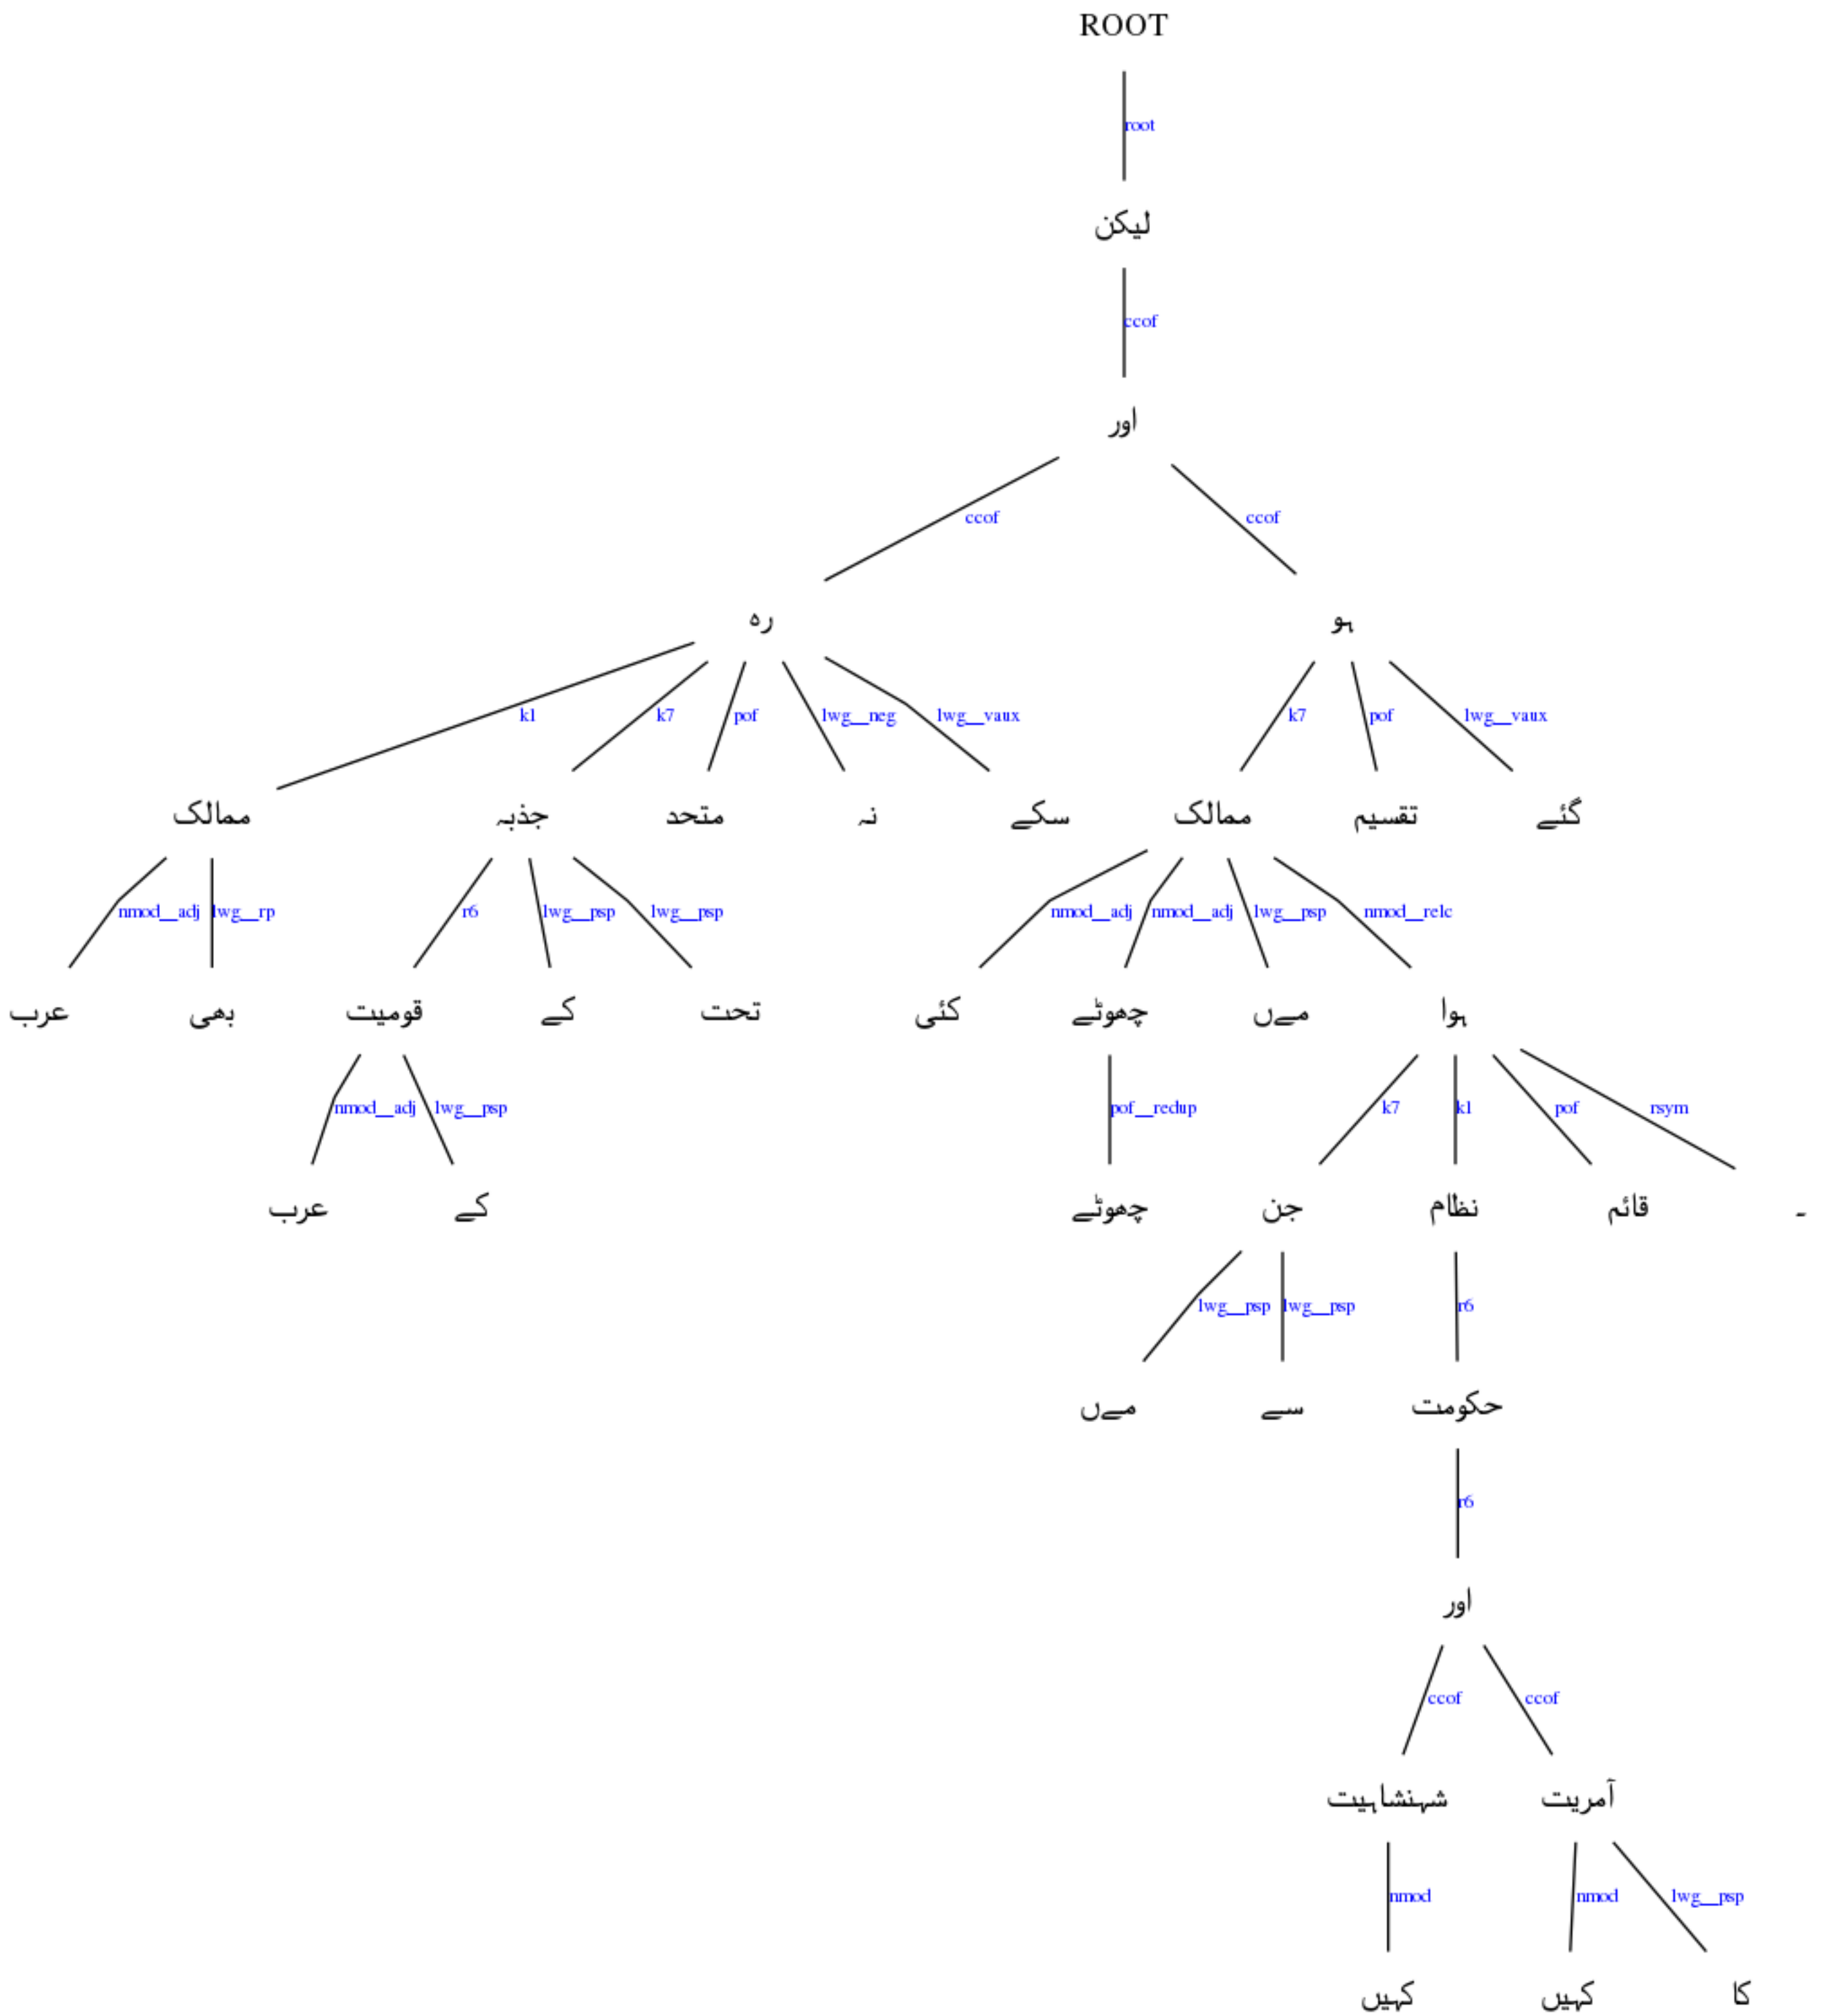 ROOT
root
لیکن
ccof
اور
ccof ccof
رہ ہو
k1 k7 pof lwg__neg lwg__vaux k7 pof lwg__vaux
ممالک جذبہ متحد نہ سکے ممالک تقسیم گئے
nmod__adj lwg__rp r6 lwg__psp lwg__psp nmod__adj nmod__adj lwg__psp nmod__relc
عرب بھی قومیت کے تحت کئی چھوٹے مےں ہوا
nmod__adj lwg__psp pof__redup k7 k1 pof rsym
عرب کے چھوٹے جن نظام قائم ۔
lwg__psp lwg__psp r6
مےں سے حکومت
r6
اور
ccof ccof
شہنشاہیت آمریت
nmod nmod lwg__psp
کہیں کہیں کا